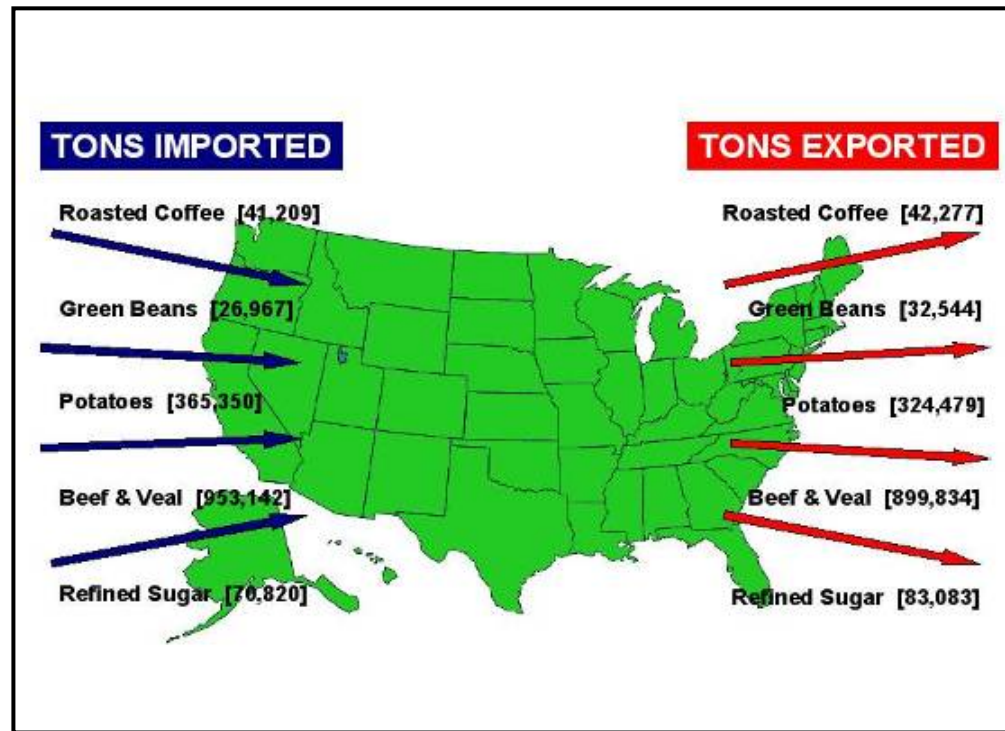 TONS IMPORTED
Roasted Coffee [41,209]
Green Beans [26,967]
Potatoes [365,350]
Beef & Veal [953,142]
Refined Sugar [70,820]
TONS EXPORTED
Roasted Coffee [42,277]
Green Beans [32,544]
Potatoes [324,479]
Beef & Veal [899,834]
Refined Sugar [83,083]